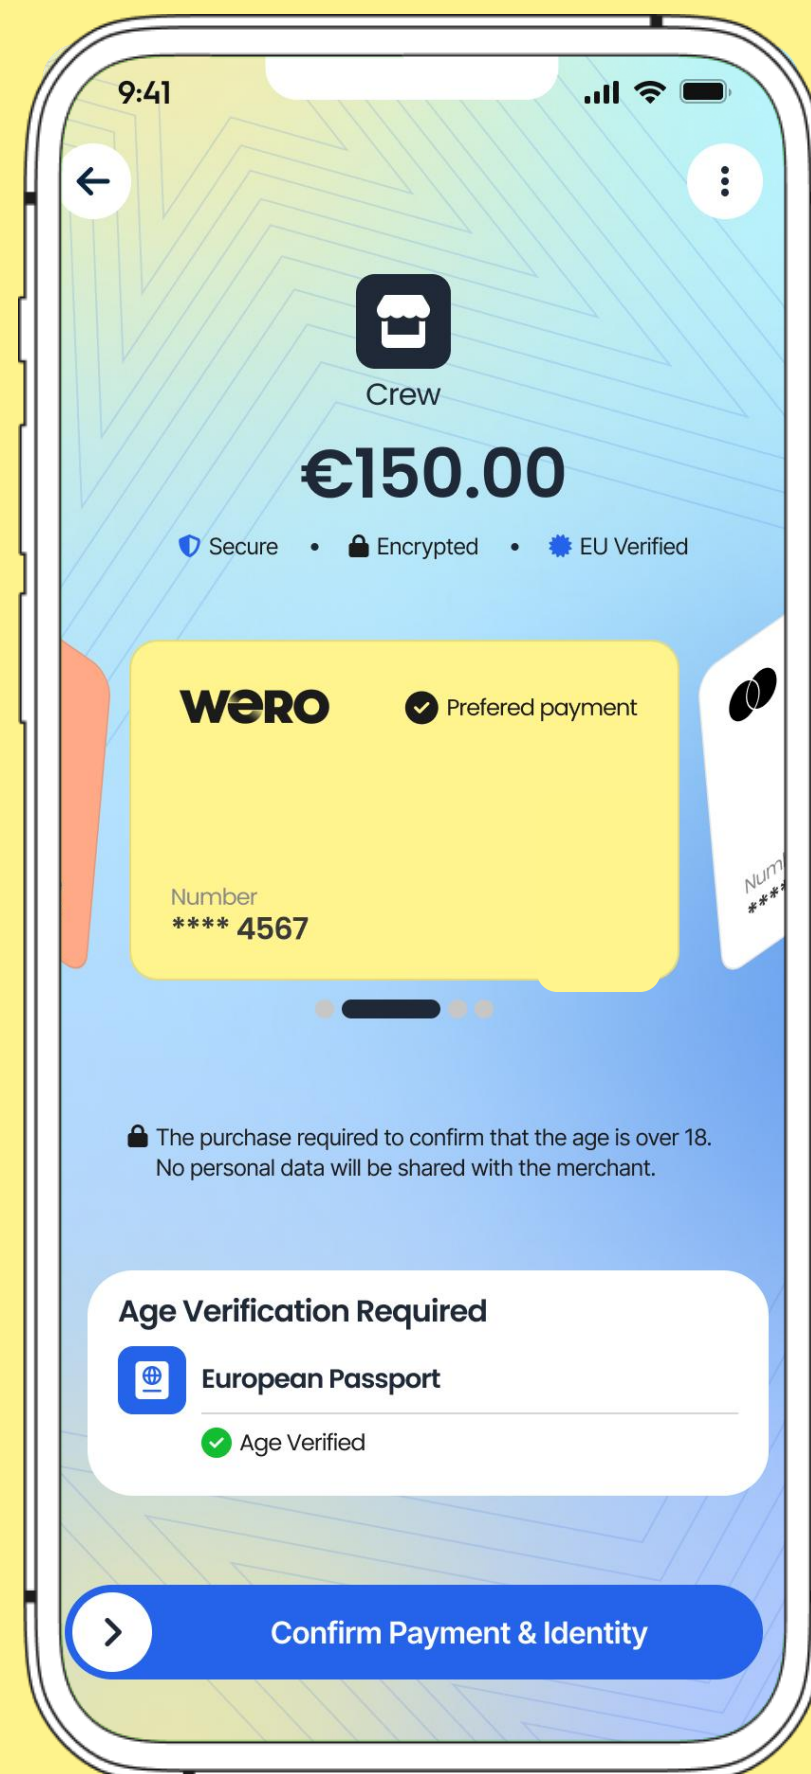 9:41
Crew
€150.00
Secure • Encrypted • EU Verified
wero Prefered payment
Number
**** 4567
Num
****
The purchase required to confirm that the age is over 18.
No personal data will be shared with the merchant.
Age Verification Required
European Passport
Age Verified
Confirm Payment & Identity